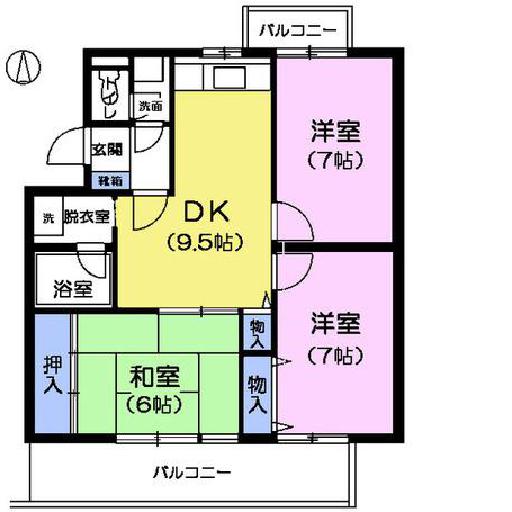 バルコニー
トイレ
洗面
洋室
(7帖)
玄関
靴箱
DK
(9.5帖)
洗
脱衣室
浴室
物入
洋室
(7帖)
押入
和室
(6帖)
物入
バルコニー